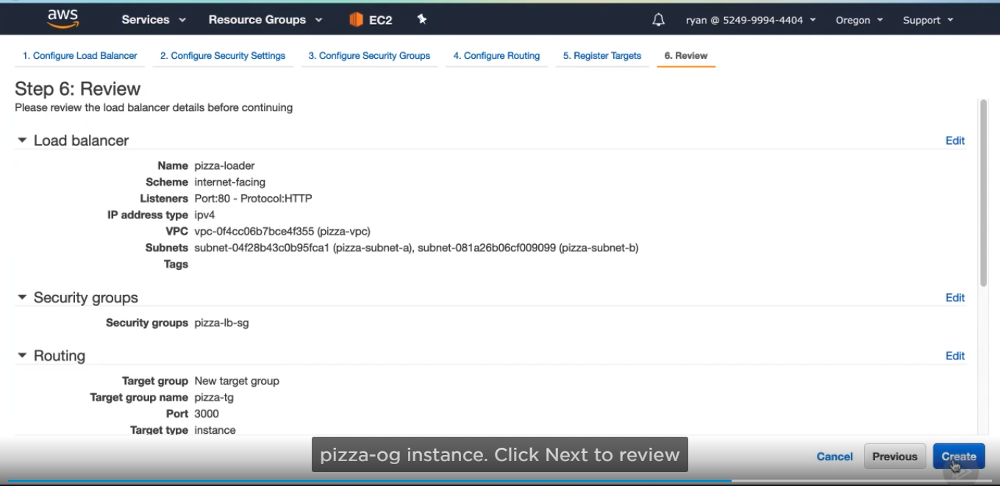 aws Services Resource Groups EC2 ryan @ 5249-9994-4404 Oregon Support
1. Configure Load Balancer 2. Configure Security Settings 3. Configure Security Groups 4. Configure Routing 5. Register Targets 6. Review
Step 6: Review
Please review the load balancer details before continuing
Load balancer Edit
Name pizza-loader
Scheme internet-facing
Listeners Port:80 - Protocol:HTTP
IP address type ipv4
VPC vpc-0f4cc06b7bce4f355 (pizza-vpc)
Subnets subnet-04f28b43c0b95fca1 (pizza-subnet-a), subnet-081a26b06cf009099 (pizza-subnet-b)
Tags
Security groups Edit
Security groups pizza-lb-sg
Routing Edit
Target group New target group
Target group name pizza-tg
Port 3000
Target type instance
pizza-og instance. Click Next to review
Cancel Previous Create